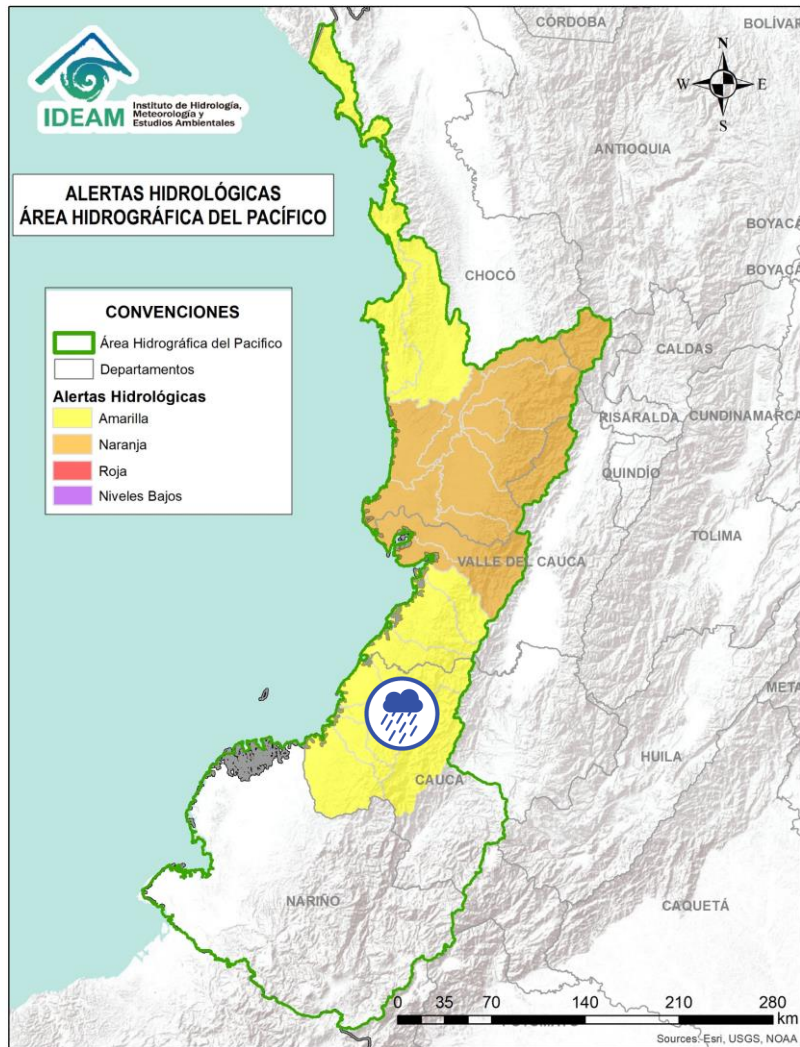 IDEAM
Instituto de Hidrología,
Meteorología y
Estudios Ambientales
ALERTAS HIDROLÓGICAS
ÁREA HIDROGRÁFICA DEL PACÍFICO
CONVENCIONES
Área Hidrográfica del Pacifico
Departamentos
Alertas Hidrológicas
Amarilla
Naranja
Roja
Niveles Bajos
N
W E
S
CÓRDOBA
BOLÍVAR
ANTIOQUIA
BOYACÁ
CHOCÓ
BOYACÁ
CALDAS
RISARALDA
CUNDINAMARCA
QUINDÍO
TOLIMA
VALLE DEL CAUCA
META
HUILA
CAUCA
NARIÑO
CAQUETÁ
0 35 70 140 210 280
km
Sources: Esri, USGS, NOAA